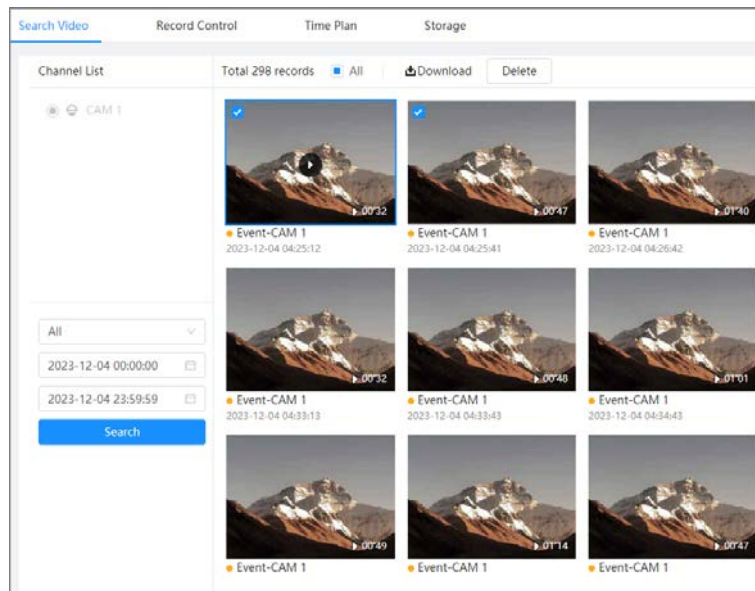 Search Video Record Control Time Plan Storage
Channel List
Total 298 records All Download Delete
CAM 1
00'32
00'47
01'40
Event-CAM 1
2023-12-04 04:25:12
Event-CAM 1
2023-12-04 04:25:41
Event-CAM 1
2023-12-04 04:26:42
All
2023-12-04 00:00:00
2023-12-04 23:59:59
Search
00'32
00'48
01'01
Event-CAM 1
2023-12-04 04:33:13
Event-CAM 1
2023-12-04 04:33:43
Event-CAM 1
2023-12-04 04:34:43
00'49
01'14
00'47
Event-CAM 1
Event-CAM 1
Event-CAM 1